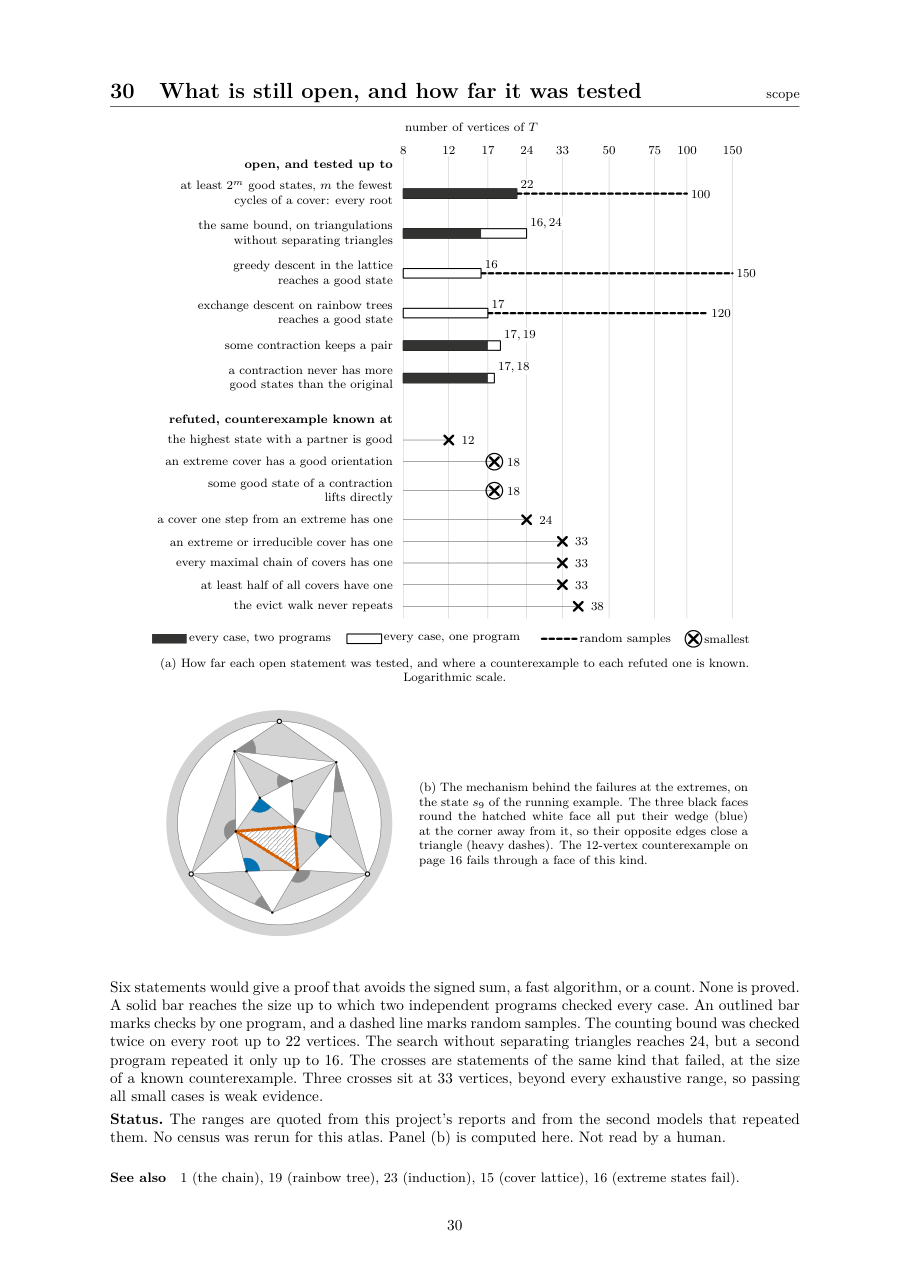 30 What is still open, and how far it was tested scope
number of vertices of T
8 12 17 24 33 50 75 100 150
open, and tested up to
at least 2^m good states, m the fewest
cycles of a cover: every root
22
100
the same bound, on triangulations
without separating triangles
16, 24
greedy descent in the lattice
reaches a good state
16
150
exchange descent on rainbow trees
reaches a good state
17
120
some contraction keeps a pair
17, 19
a contraction never has more
good states than the original
17, 18
refuted, counterexample known at
the highest state with a partner is good 12
an extreme cover has a good orientation 18
some good state of a contraction
lifts directly
18
a cover one step from an extreme has one 24
an extreme or irreducible cover has one 33
every maximal chain of covers has one 33
at least half of all covers have one 33
the evict walk never repeats 38
every case, two programs every case, one program random samples smallest
(a) How far each open statement was tested, and where a counterexample to each refuted one is known.
Logarithmic scale.
(b) The mechanism behind the failures at the extremes, on
the state s9 of the running example. The three black faces
round the hatched white face all put their wedge (blue)
at the corner away from it, so their opposite edges close a
triangle (heavy dashes). The 12-vertex counterexample on
page 16 fails through a face of this kind.
Six statements would give a proof that avoids the signed sum, a fast algorithm, or a count. None is proved.
A solid bar reaches the size up to which two independent programs checked every case. An outlined bar
marks checks by one program, and a dashed line marks random samples. The counting bound was checked
twice on every root up to 22 vertices. The search without separating triangles reaches 24, but a second
program repeated it only up to 16. The crosses are statements of the same kind that failed, at the size
of a known counterexample. Three crosses sit at 33 vertices, beyond every exhaustive range, so passing
all small cases is weak evidence.
Status. The ranges are quoted from this project's reports and from the second models that repeated
them. No census was rerun for this atlas. Panel (b) is computed here. Not read by a human.
See also 1 (the chain), 19 (rainbow tree), 23 (induction), 15 (cover lattice), 16 (extreme states fail).
30